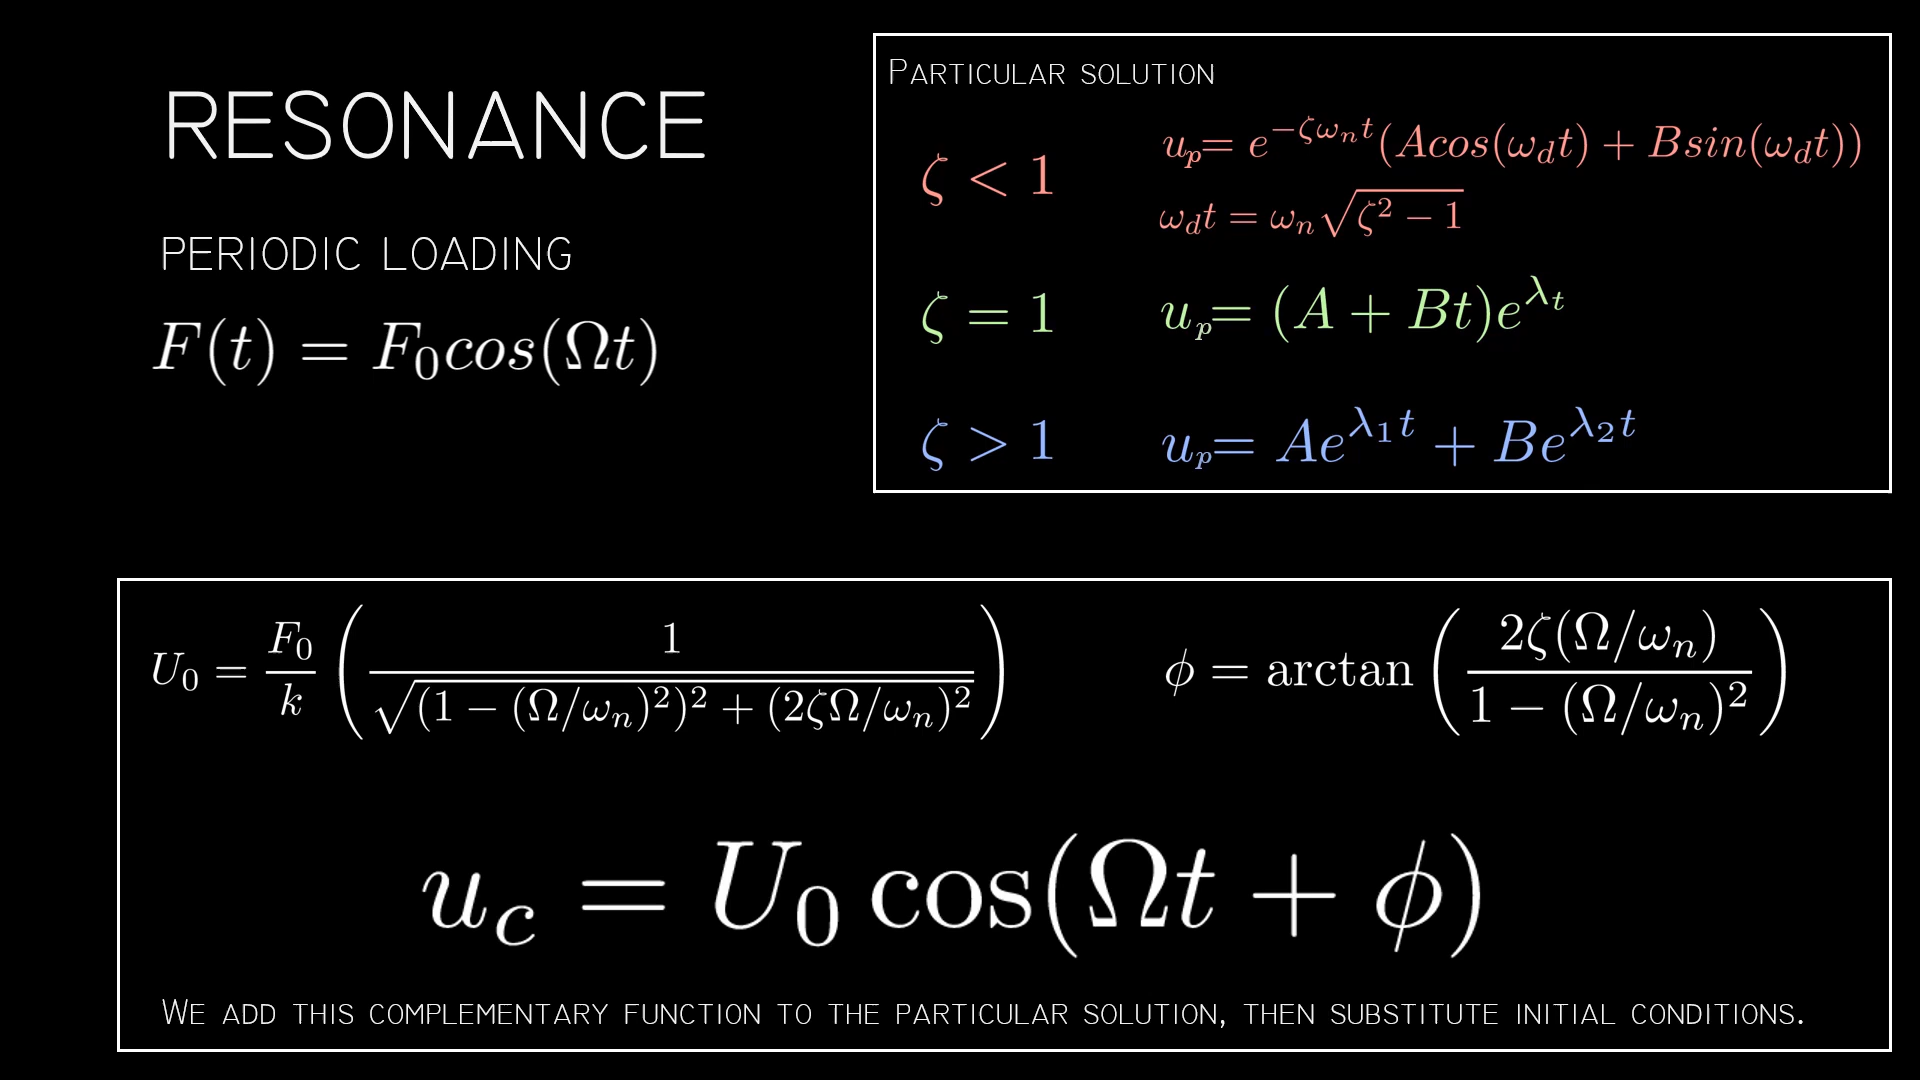 RESONANCE
PERIODIC LOADING
F(t) = F₀cos(Ωt)
PARTICULAR SOLUTION
ζ < 1
u_p = e^{−ζω_n t}(Acos(ω_d t) + Bsin(ω_d t))
ω_d t = ω_n √(ζ² − 1)
ζ = 1
u_p = (A + Bt)e^{λ_t}
ζ > 1
u_p = Ae^{λ₁t} + Be^{λ₂t}
U₀ = F₀/k (1/√((1 − (Ω/ω_n)²)² + (2ζΩ/ω_n)²))
ϕ = arctan(2ζ(Ω/ω_n)/(1 − (Ω/ω_n)²))
u_c = U₀ cos(Ωt + ϕ)
WE ADD THIS COMPLEMENTARY FUNCTION TO THE PARTICULAR SOLUTION, THEN SUBSTITUTE INITIAL CONDITIONS.